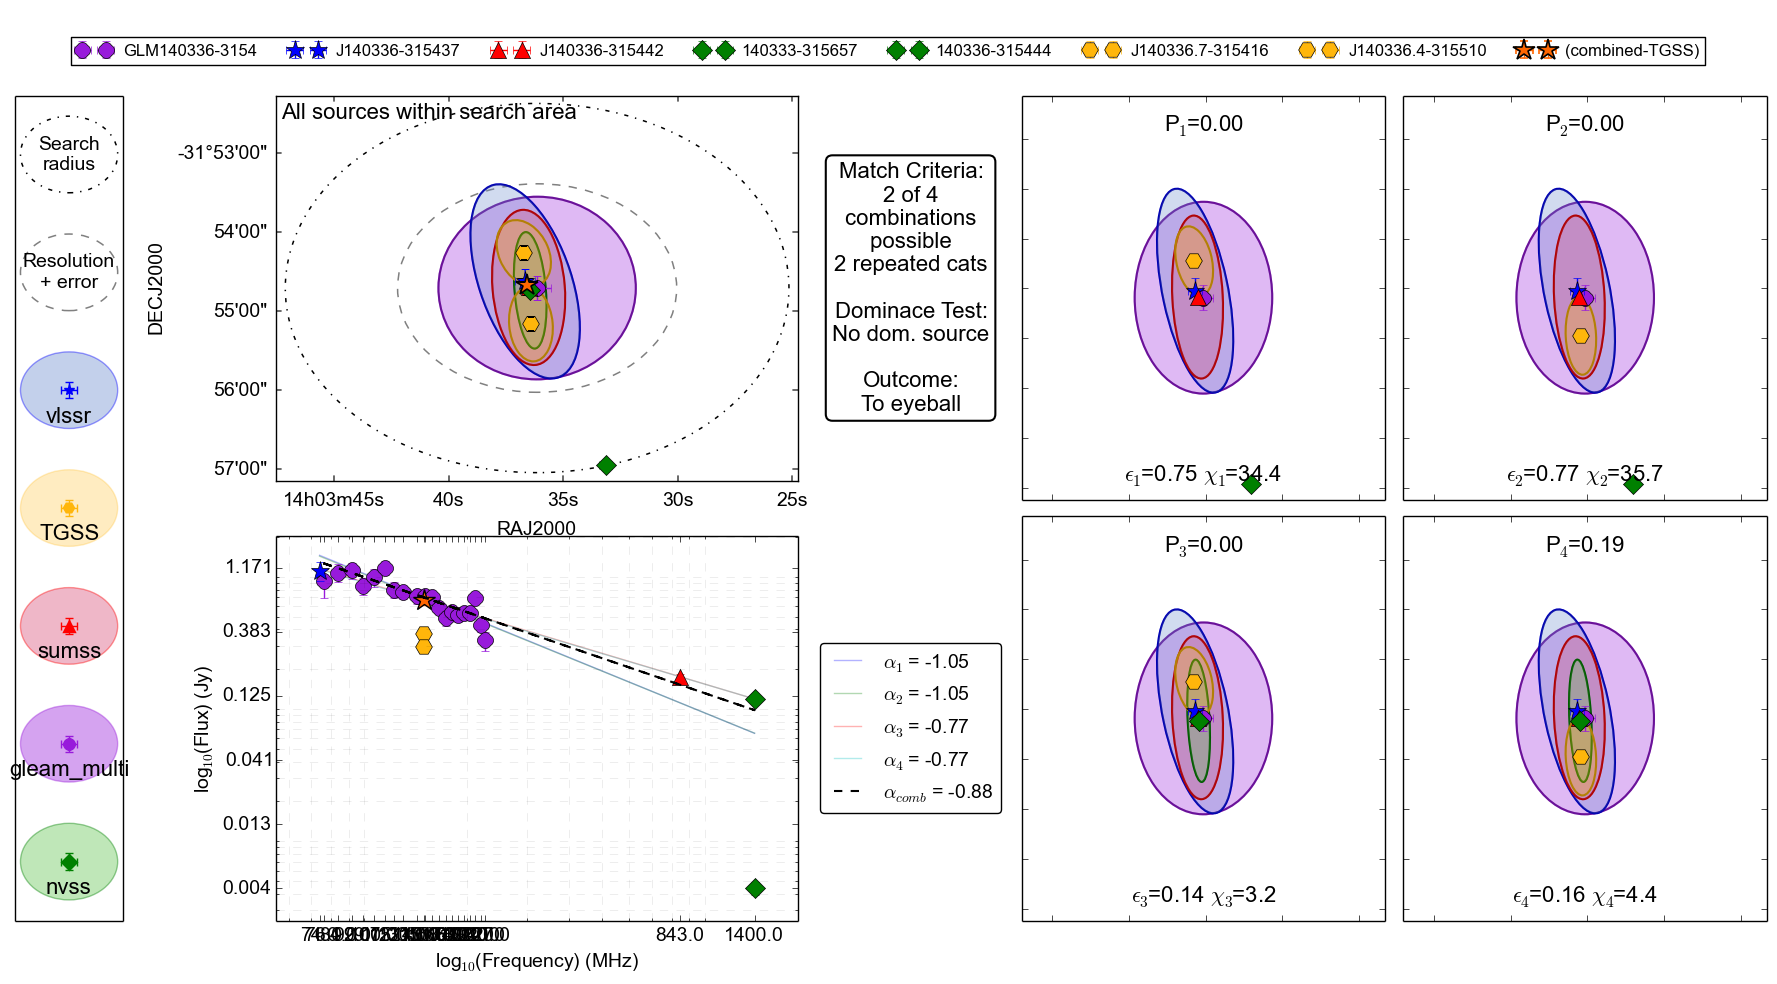 GLM140336-3154 J140336-315437 J140336-315442 140333-315657 140336-315444 J140336.7-315416 J140336.4-315510 (combined-TGSS)
Search
radius
Resolution
+ error
vlssr
TGSS
sumss
gleam_multi
nvss
All sources within search area
DECJ2000
-31°53'00"
54'00"
55'00"
56'00"
57'00"
14h03m45s 40s 35s 30s 25s
RAJ2000
Match Criteria:
2 of 4
combinations
possible
2 repeated cats
Dominace Test:
No dom. source
Outcome:
To eyeball
P1=0.00
ϵ1=0.75 χ1=34.4
P2=0.00
ϵ2=0.77 χ2=35.7
log10(Flux) (Jy)
1.171
0.383
0.125
0.041
0.013
0.004
843.0 1400.0
log10(Frequency) (MHz)
α1 = -1.05
α2 = -1.05
α3 = -0.77
α4 = -0.77
αcomb = -0.88
P3=0.00
ϵ3=0.14 χ3=3.2
P4=0.19
ϵ4=0.16 χ4=4.4